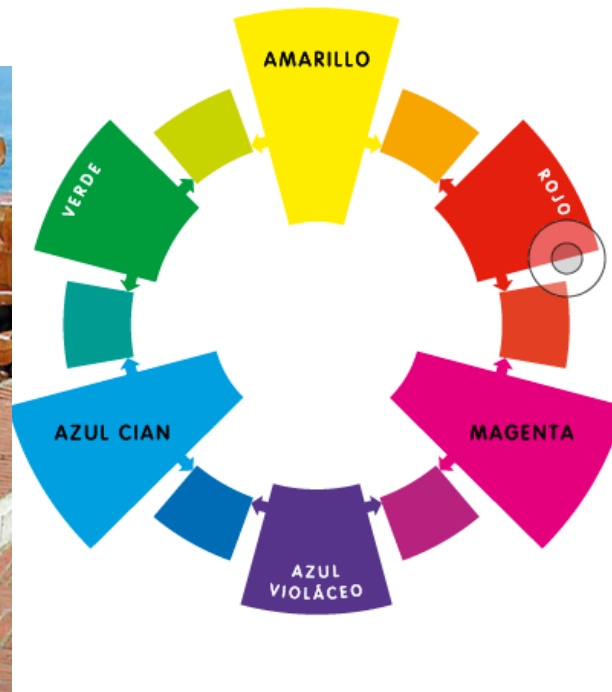 AMARILLO
VERDE
ROJO
AZUL CIAN
MAGENTA
AZUL
VIOLÁCEO